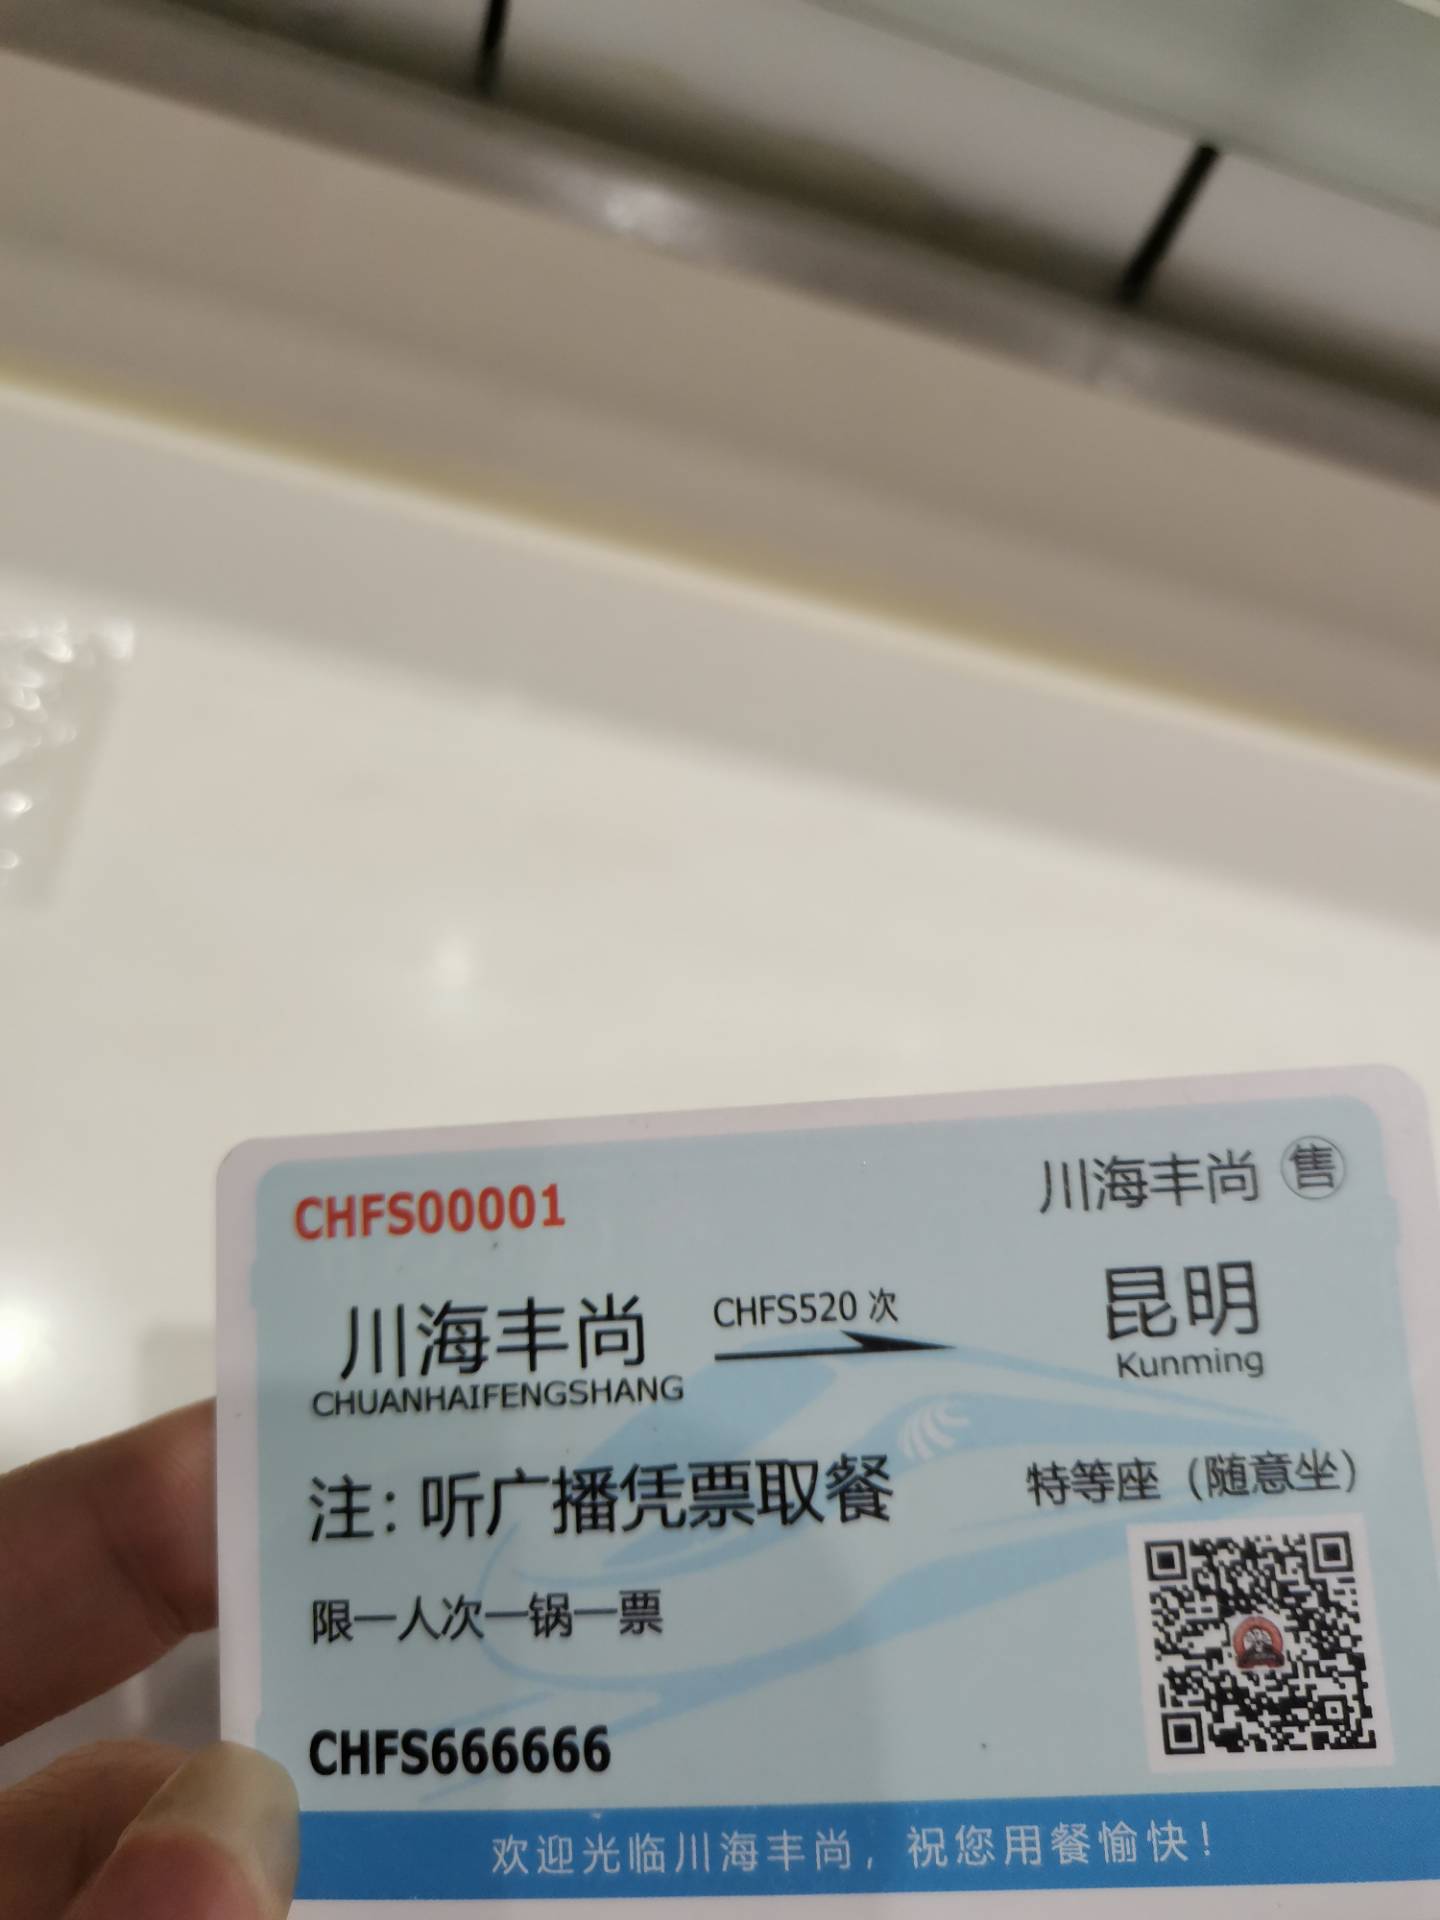 CHFS00001
川海丰尚 售
川海丰尚 CHFS520 次 昆明
CHUANHAIFENGSHANG Kunming
注：听广播凭票取餐 特等座（随意坐）
限一人次一锅一票
CHFS666666
欢迎光临川海丰尚，祝您用餐愉快！